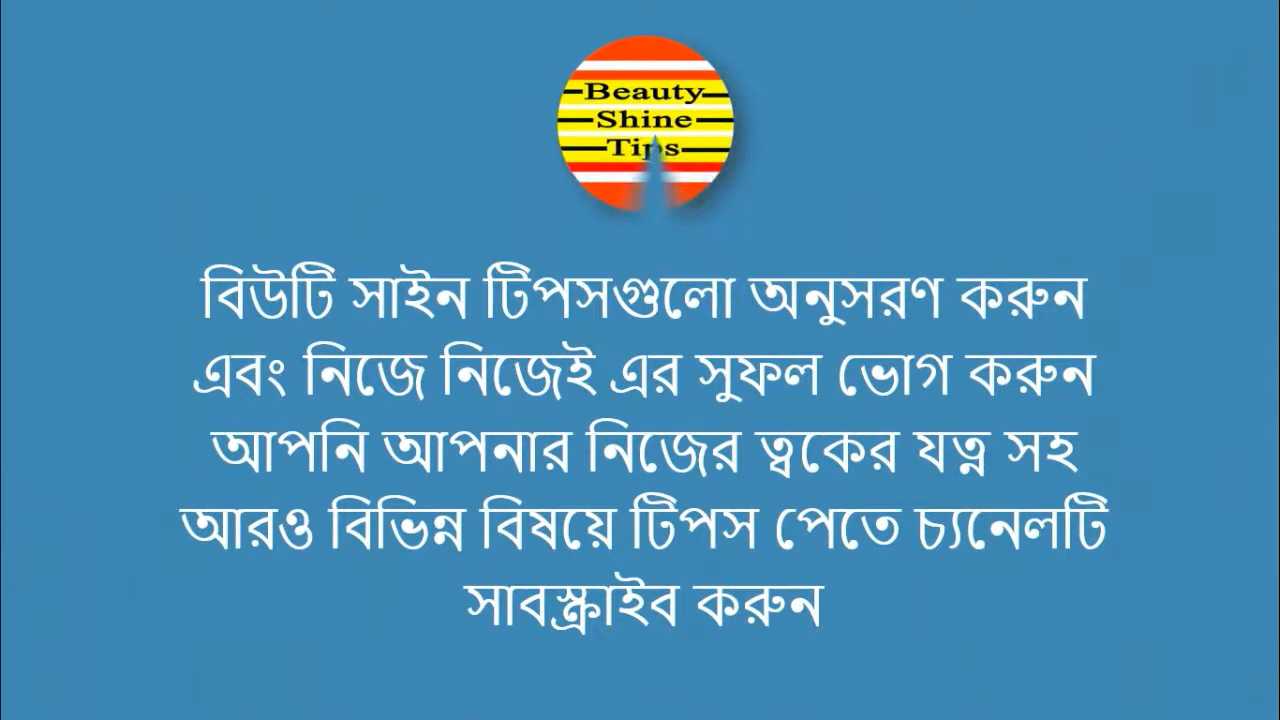 Beauty
Shine
Tips
বিউটি সাইন টিপসগুলো অনুসরণ করুন
এবং নিজে নিজেই এর সুফল ভোগ করুন
আপনি আপনার নিজের ত্বকের যত্ন সহ
আরও বিভিন্ন বিষয়ে টিপস পেতে চ্যনেলটি
সাবস্ক্রাইব করুন